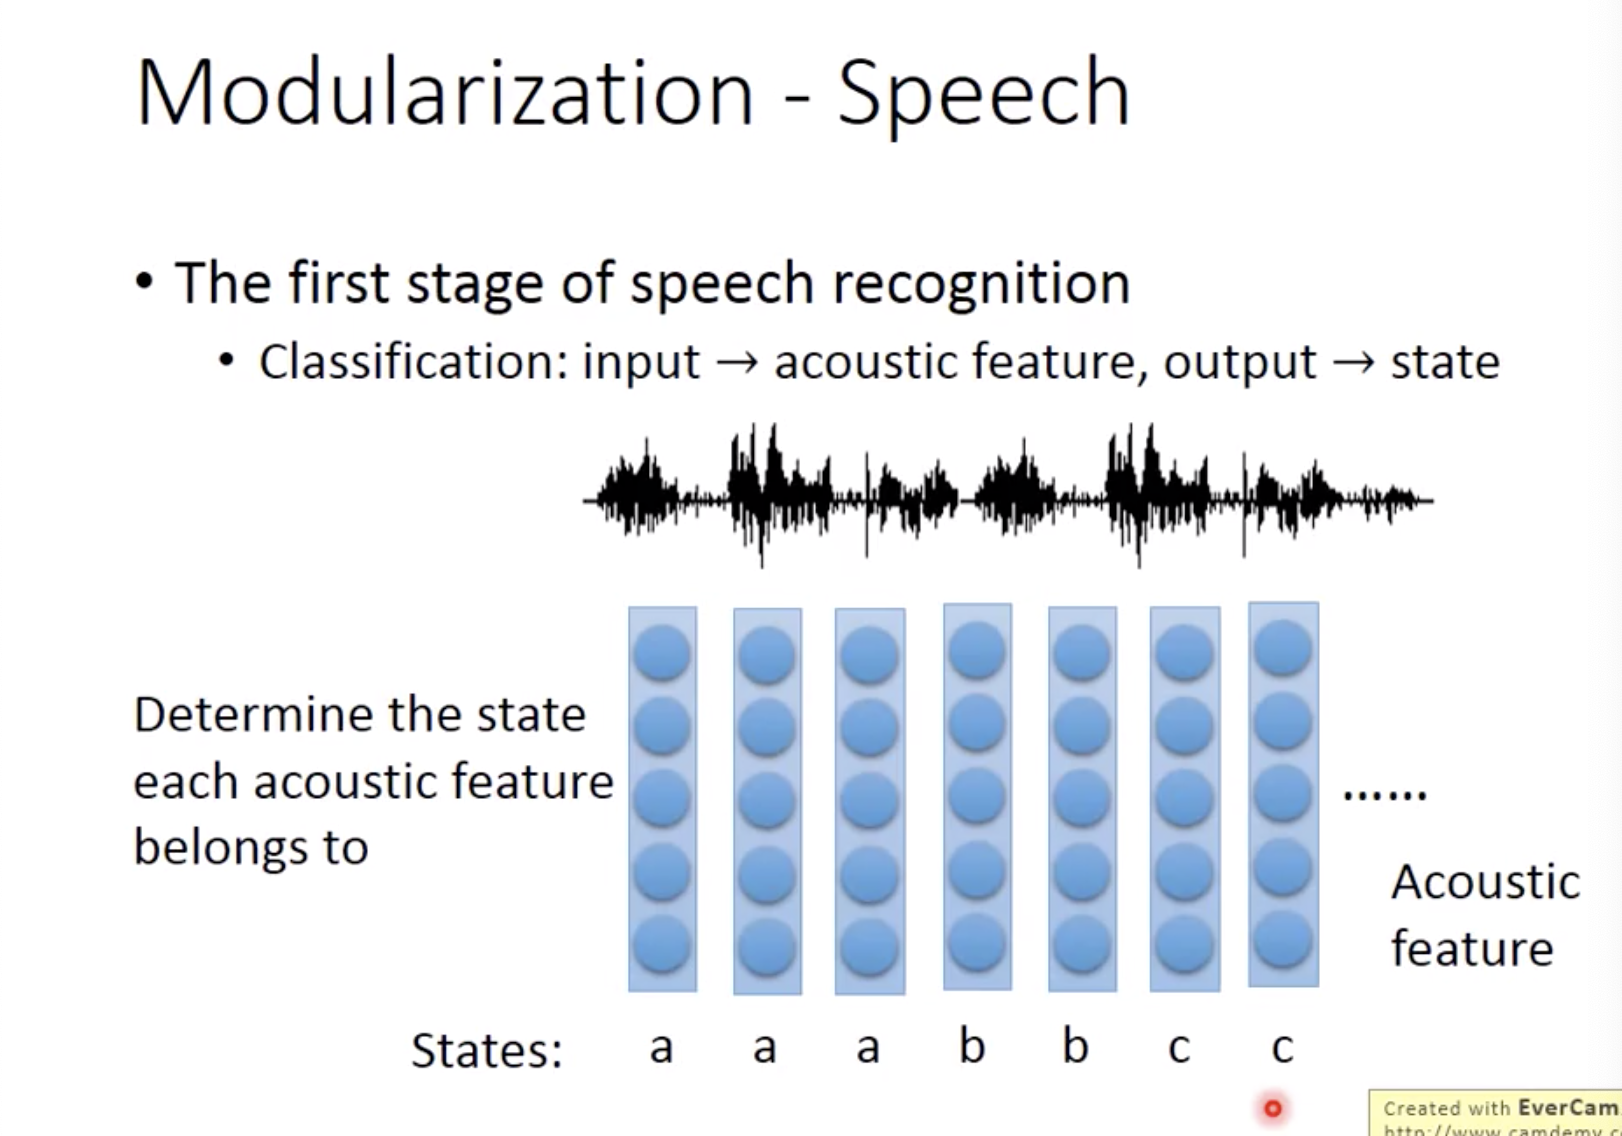 Modularization - Speech
• The first stage of speech recognition
• Classification: input → acoustic feature, output → state
Determine the state
each acoustic feature
belongs to
……
Acoustic
feature
States: a a a b b c c
Created with EverCam
http://www.camdemy.c